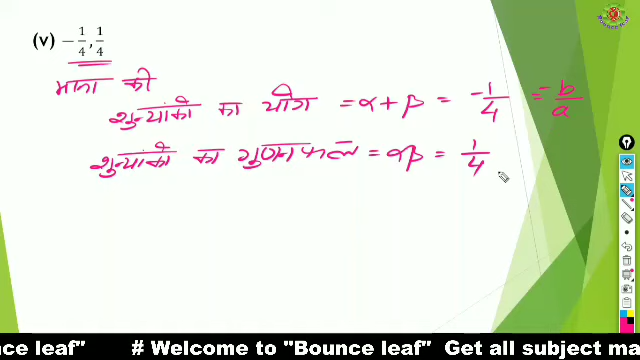 (v) -1/4, 1/4
माना की
शुन्यांको का योग = α + β = -1/4 = -b/a
शुन्यांको का गुणनफल = αβ = 1/4
nce leaf" # Welcome to "Bounce leaf" Get all subject ma